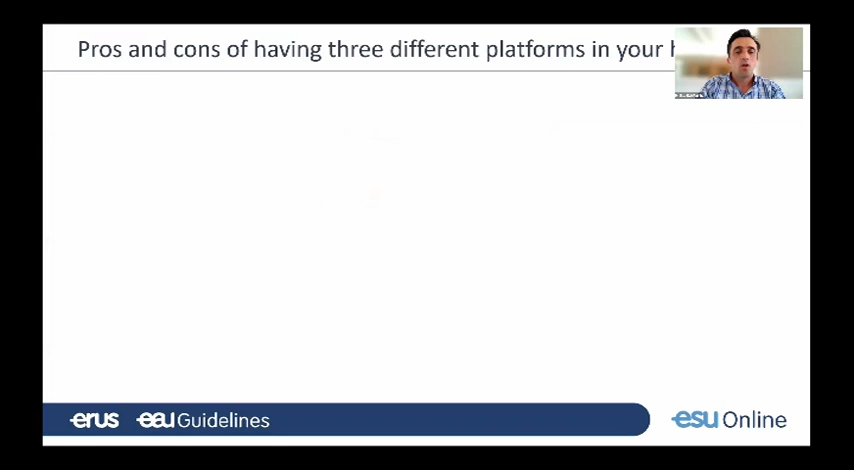 Pros and cons of having three different platforms in your
erus eau Guidelines
esu Online